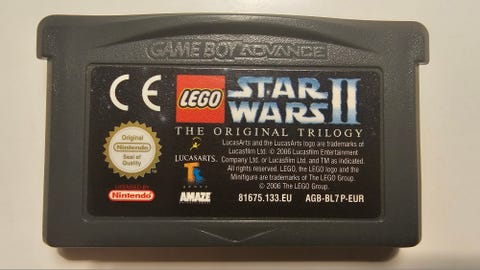 GAME BOY ADVANCE
CE
LEGO
STAR WARS II
THE ORIGINAL TRILOGY
Original
Nintendo
Seal of
Quality
LICENSED BY
Nintendo
LUCASARTS.
AMAZE
LucasArts and the LucasArts logo are trademarks of
Lucasfilm Ltd. © 2006 Lucasfilm Entertainment
Company Ltd. or Lucasfilm Ltd. and TM as indicated.
All rights reserved. LEGO, the LEGO logo and the
Minifigure are trademarks of The LEGO Group.
© 2006 The LEGO Group.
81675.133.EU AGB-BL7P-EUR